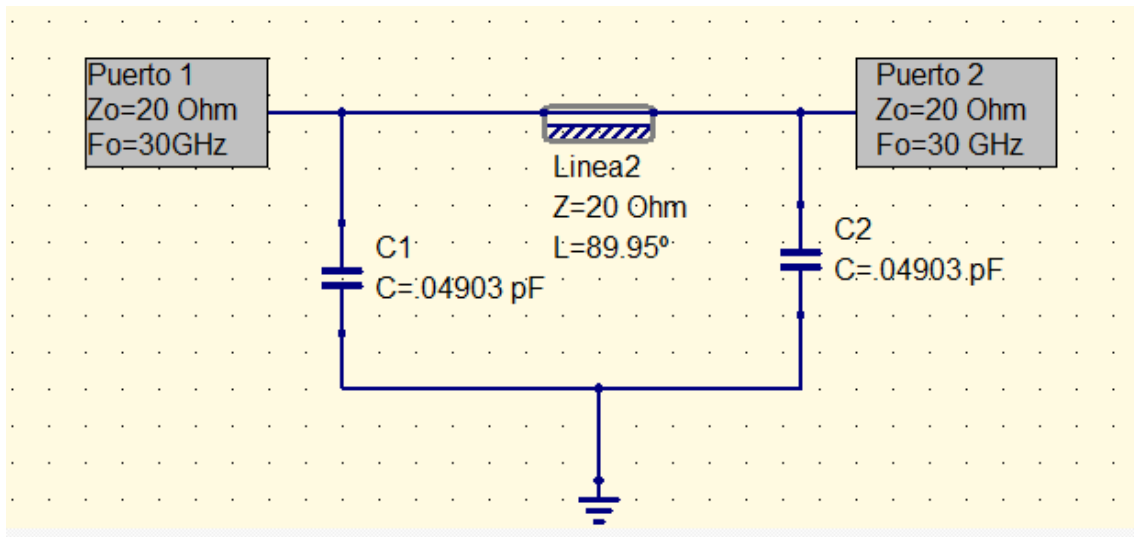 Puerto 1
Zo=20 Ohm
Fo=30GHz
Linea2
Z=20 Ohm
L=89.95º
C1
C=.04903 pF
C2
C=.04903 pF
Puerto 2
Zo=20 Ohm
Fo=30 GHz